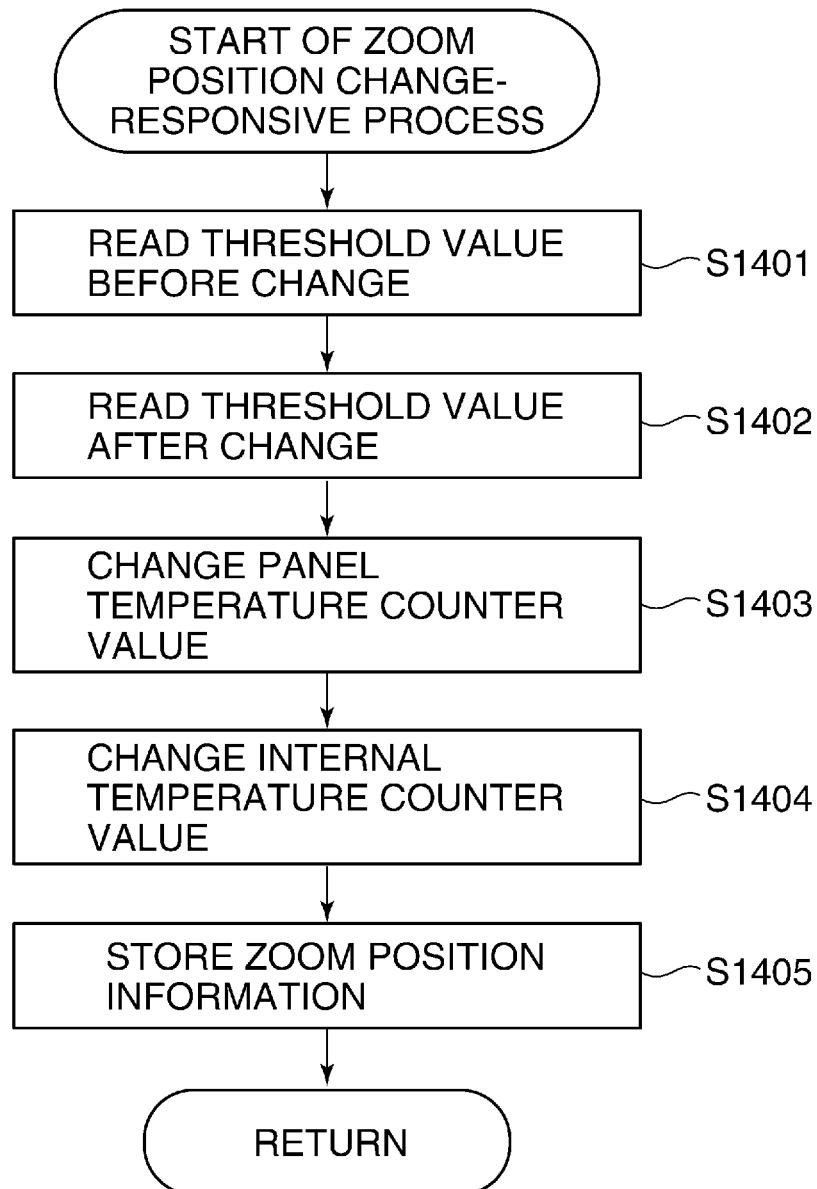 START OF ZOOM
POSITION CHANGE-
RESPONSIVE PROCESS
READ THRESHOLD VALUE
BEFORE CHANGE
S1401
READ THRESHOLD VALUE
AFTER CHANGE
S1402
CHANGE PANEL
TEMPERATURE COUNTER
VALUE
S1403
CHANGE INTERNAL
TEMPERATURE COUNTER
VALUE
S1404
STORE ZOOM POSITION
INFORMATION
S1405
RETURN